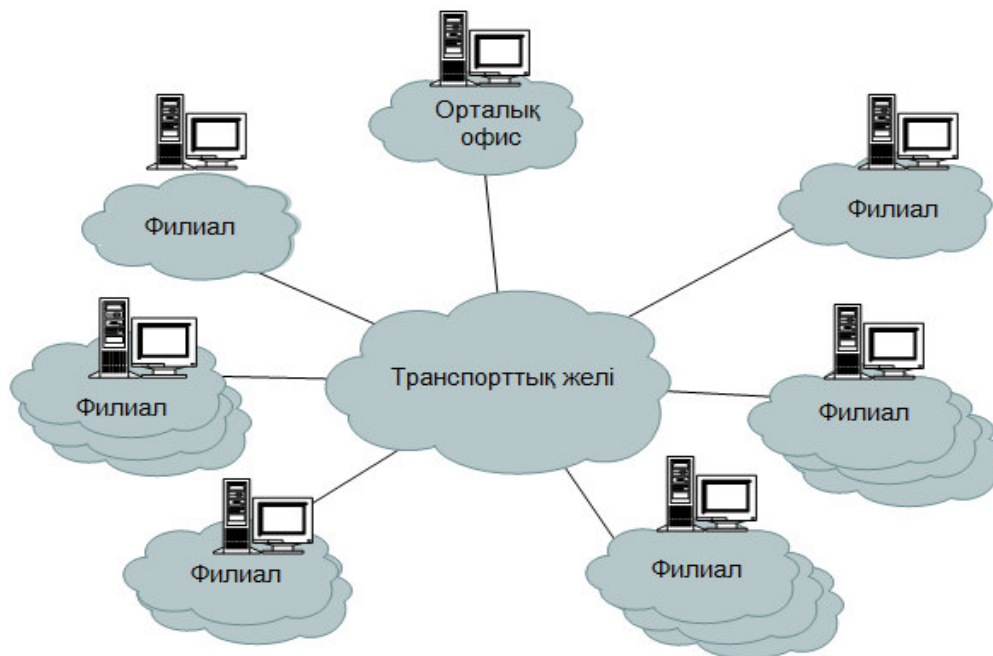 Орталық
офис
Филиал
Филиал
Транспорттық желі
Филиал
Филиал
Филиал
Филиал